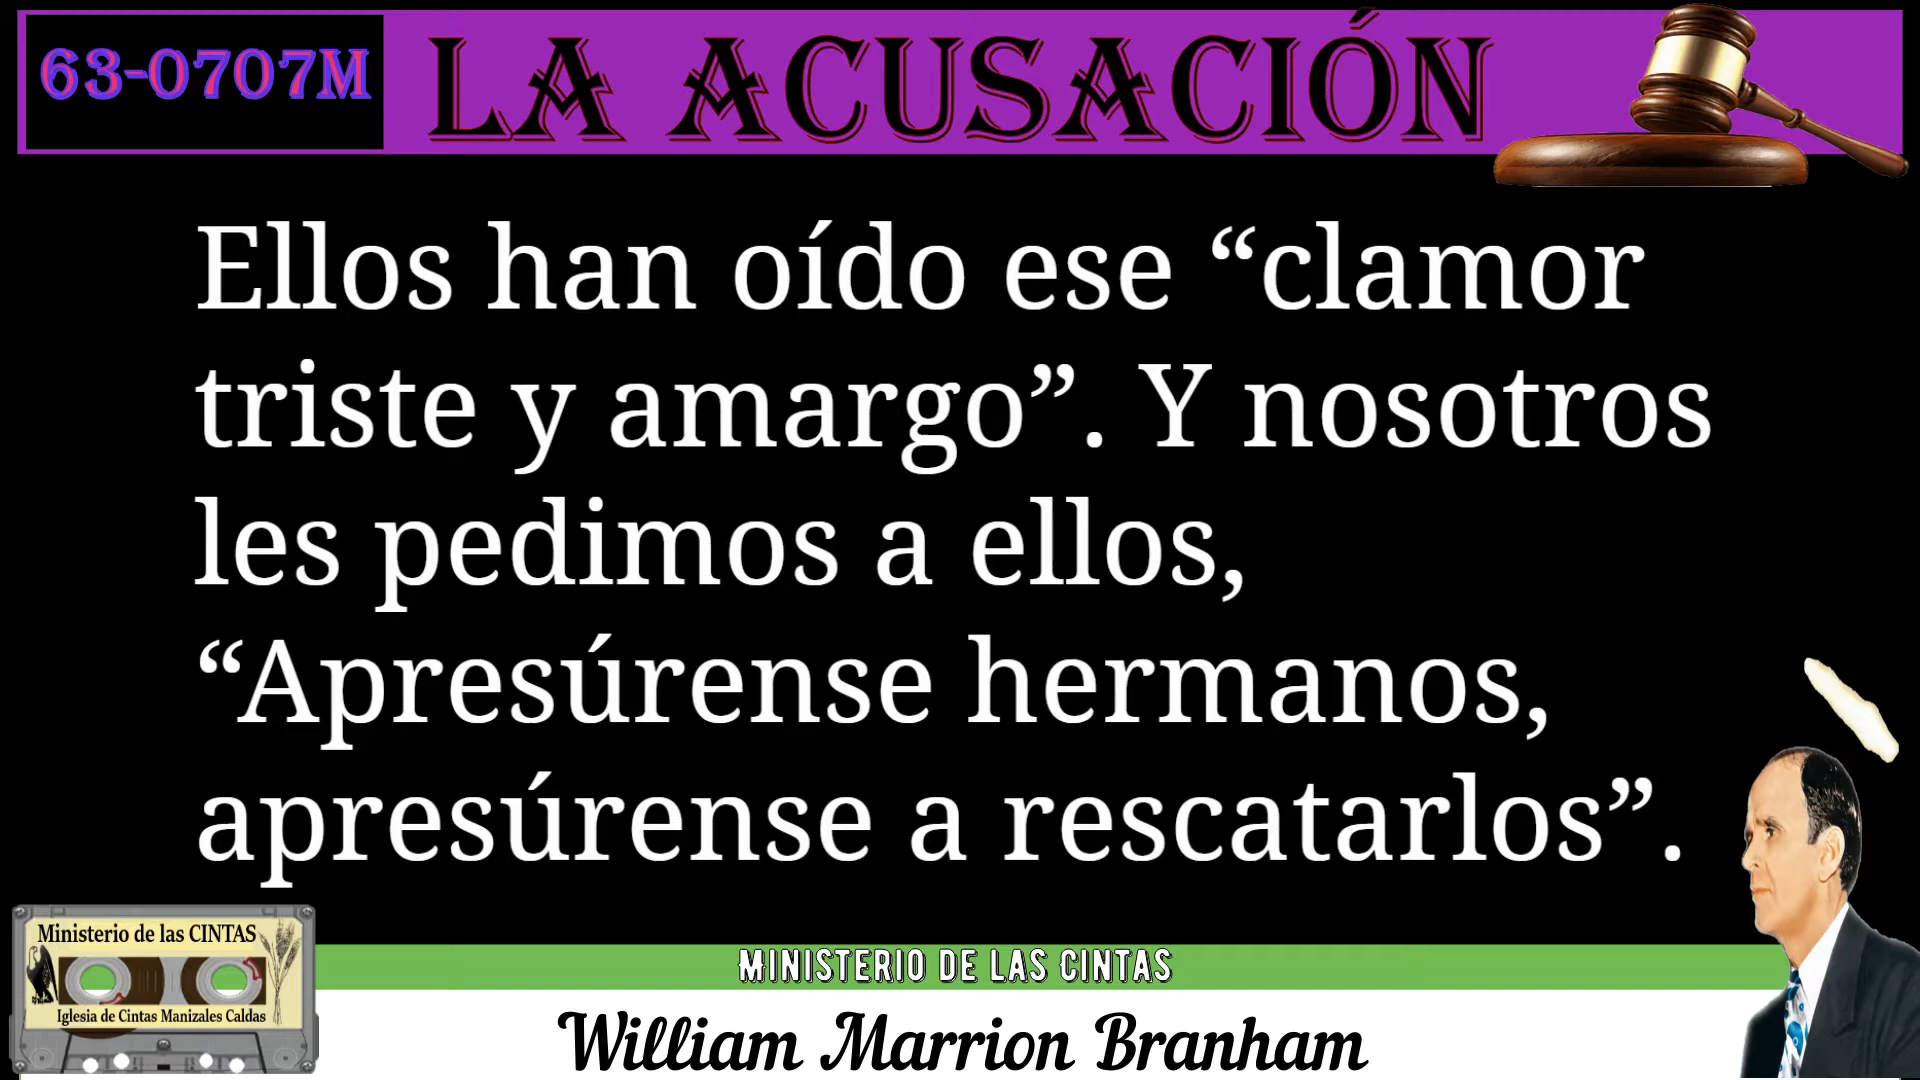 63-0707M
LA ACUSACIÓN
Ellos han oído ese “clamor
triste y amargo”. Y nosotros
les pedimos a ellos,
“Apresúrense hermanos,
apresúrense a rescatarlos”.
Ministerio de las CINTAS
Iglesia de Cintas Manizales Caldas
MINISTERIO DE LAS CINTAS
William Marrion Branham